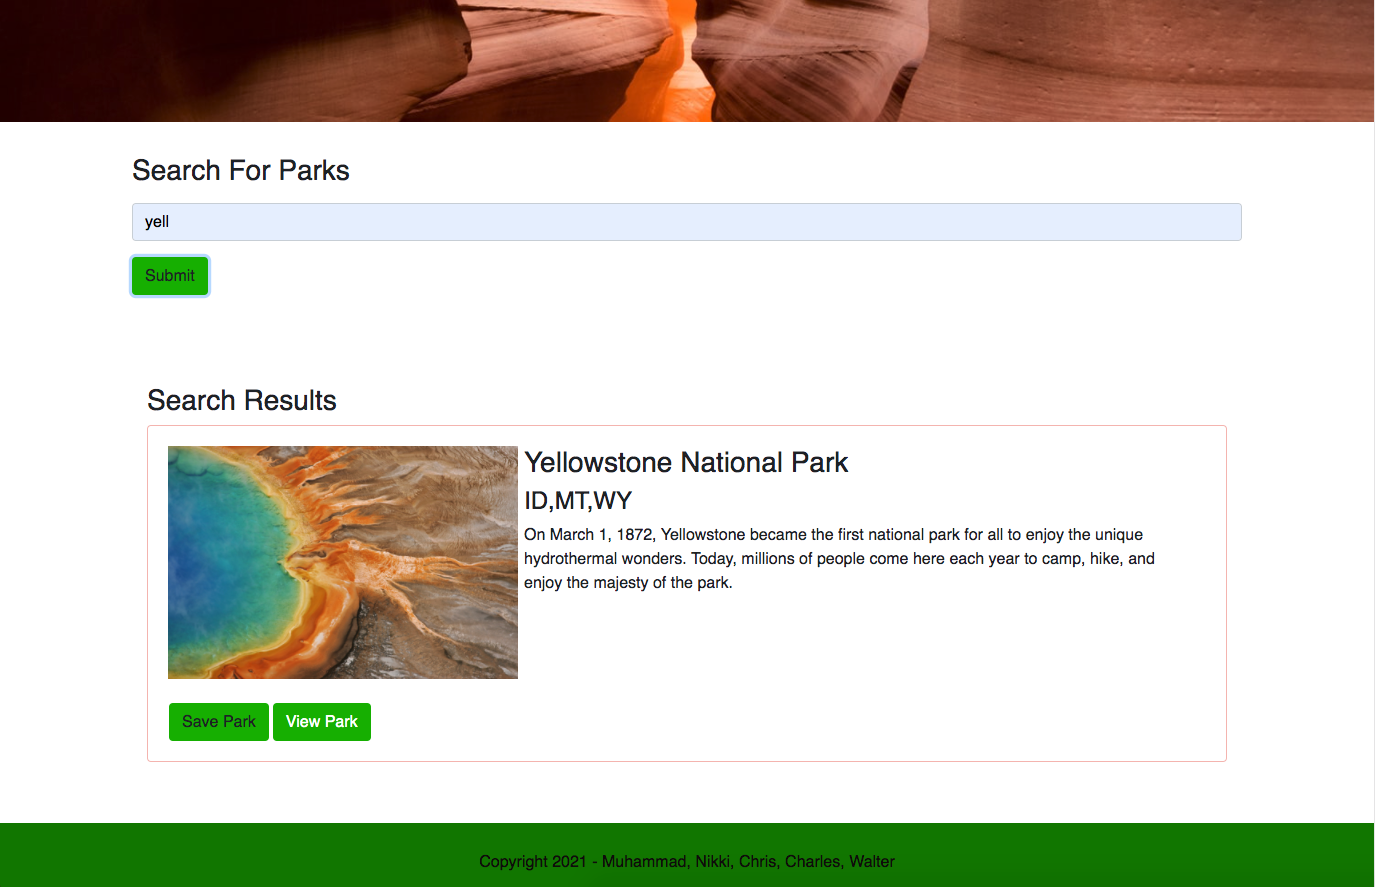 Search For Parks
yell
Submit
Search Results
Yellowstone National Park
ID,MT,WY
On March 1, 1872, Yellowstone became the first national park for all to enjoy the unique
hydrothermal wonders. Today, millions of people come here each year to camp, hike, and
enjoy the majesty of the park.
Save Park View Park
Copyright 2021 - Muhammad, Nikki, Chris, Charles, Walter